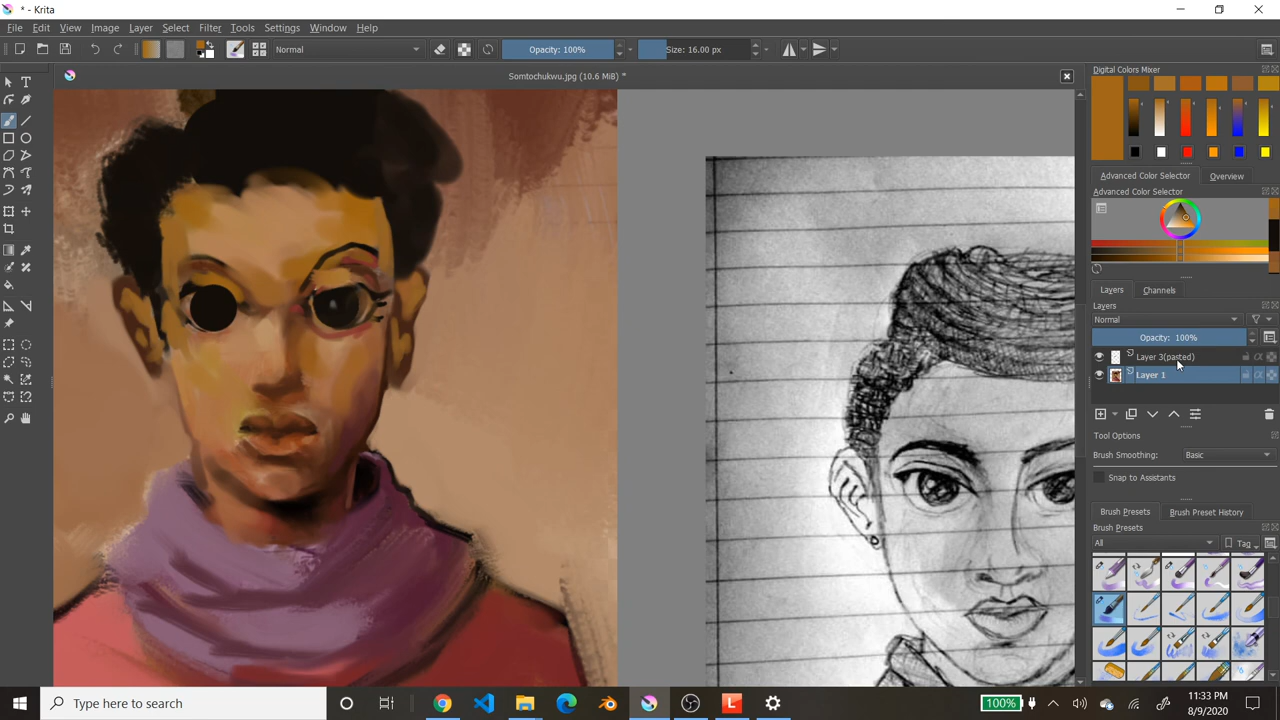 * - Krita
File Edit View Image Layer Select Filter Tools Settings Window Help
Normal Opacity: 100% Size: 16.00 px
Somtochukwu.jpg (10.6 MiB) *
Digital Colors Mixer
Advanced Color Selector Overview
Advanced Color Selector
Layers Channels
Layers
Normal
Opacity: 100%
Layer 3(pasted)
Layer 1
Tool Options
Brush Smoothing: Basic
Snap to Assistants
Brush Presets Brush Preset History
Brush Presets
All Tag
Type here to search
100%
11:33 PM
8/9/2020